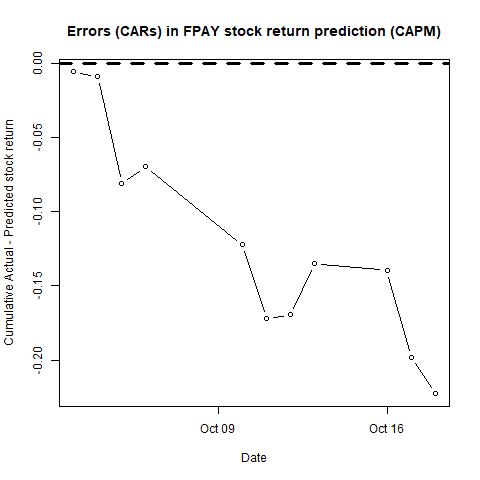 Errors (CARs) in FPAY stock return prediction (CAPM)
Cumulative Actual - Predicted stock return
0.00
-0.05
-0.10
-0.15
-0.20
Oct 09
Oct 16
Date